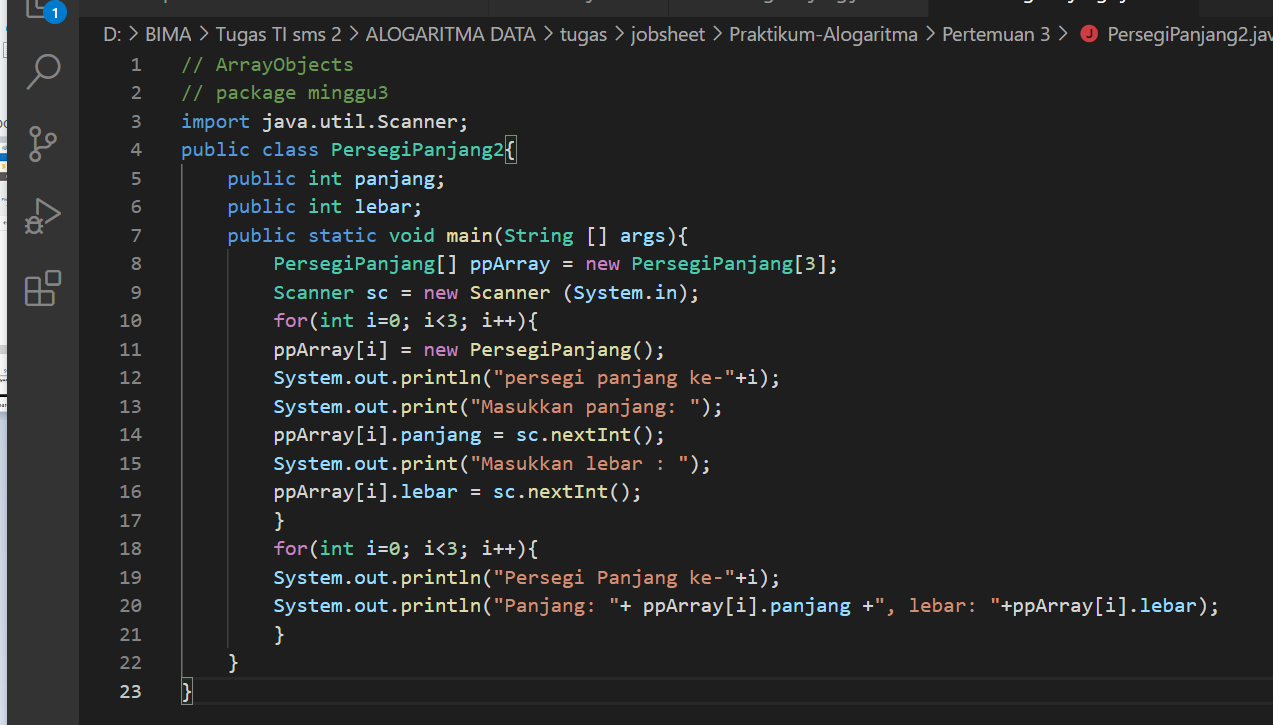 1
D: > BIMA > Tugas TI sms 2 > ALOGARITMA DATA > tugas > jobsheet > Praktikum-Alogaritma > Pertemuan 3 > J PersegiPanjang2.jav
1 // ArrayObjects
2 // package minggu3
3 import java.util.Scanner;
4 public class PersegiPanjang2{
5 public int panjang;
6 public int lebar;
7 public static void main(String [] args){
8 PersegiPanjang[] ppArray = new PersegiPanjang[3];
9 Scanner sc = new Scanner (System.in);
10 for(int i=0; i<3; i++){
11 ppArray[i] = new PersegiPanjang();
12 System.out.println("persegi panjang ke-"+i);
13 System.out.print("Masukkan panjang: ");
14 ppArray[i].panjang = sc.nextInt();
15 System.out.print("Masukkan lebar : ");
16 ppArray[i].lebar = sc.nextInt();
17 }
18 for(int i=0; i<3; i++){
19 System.out.println("Persegi Panjang ke-"+i);
20 System.out.println("Panjang: "+ ppArray[i].panjang +", lebar: "+ppArray[i].lebar);
21 }
22 }
23 }